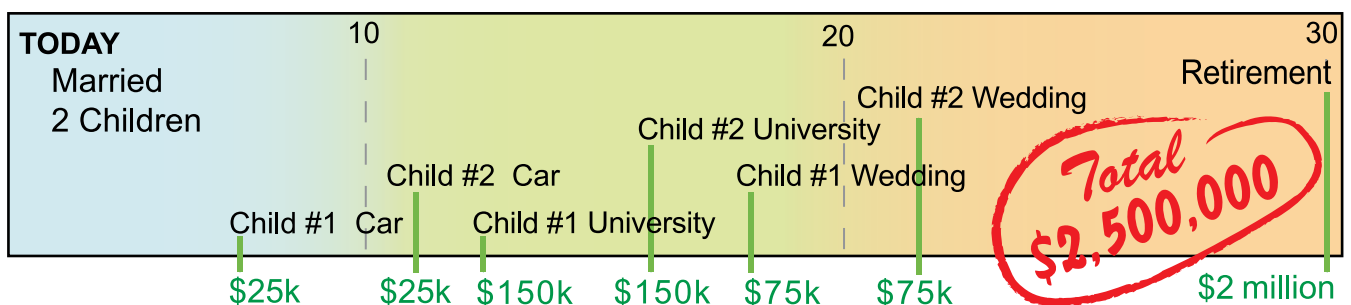 TODAY
Married
2 Children
10
20
30
Retirement
Child #2 Wedding
Child #2 University
Child #2 Car
Child #1 Wedding
Child #1 Car
Child #1 University
Total
$2,500,000
$25k
$25k
$150k
$150k
$75k
$75k
$2 million